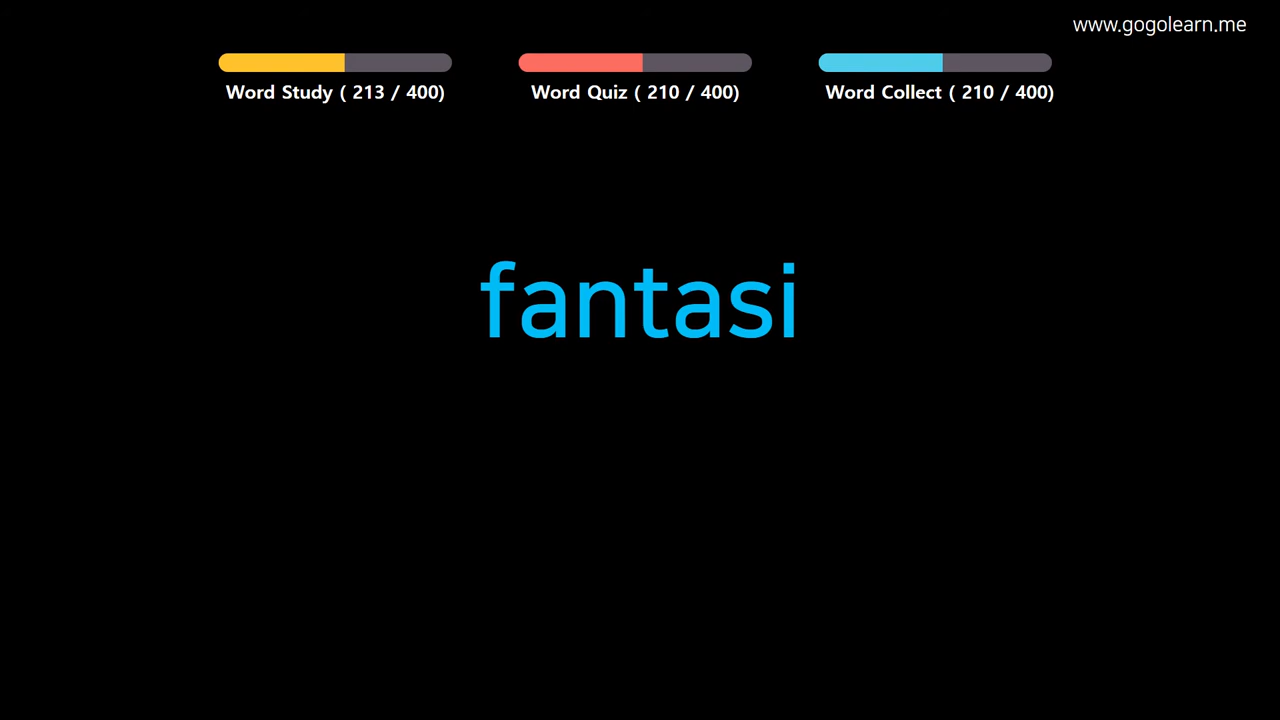 www.gogolearn.me
Word Study ( 213 / 400)
Word Quiz ( 210 / 400)
Word Collect ( 210 / 400)
fantasi